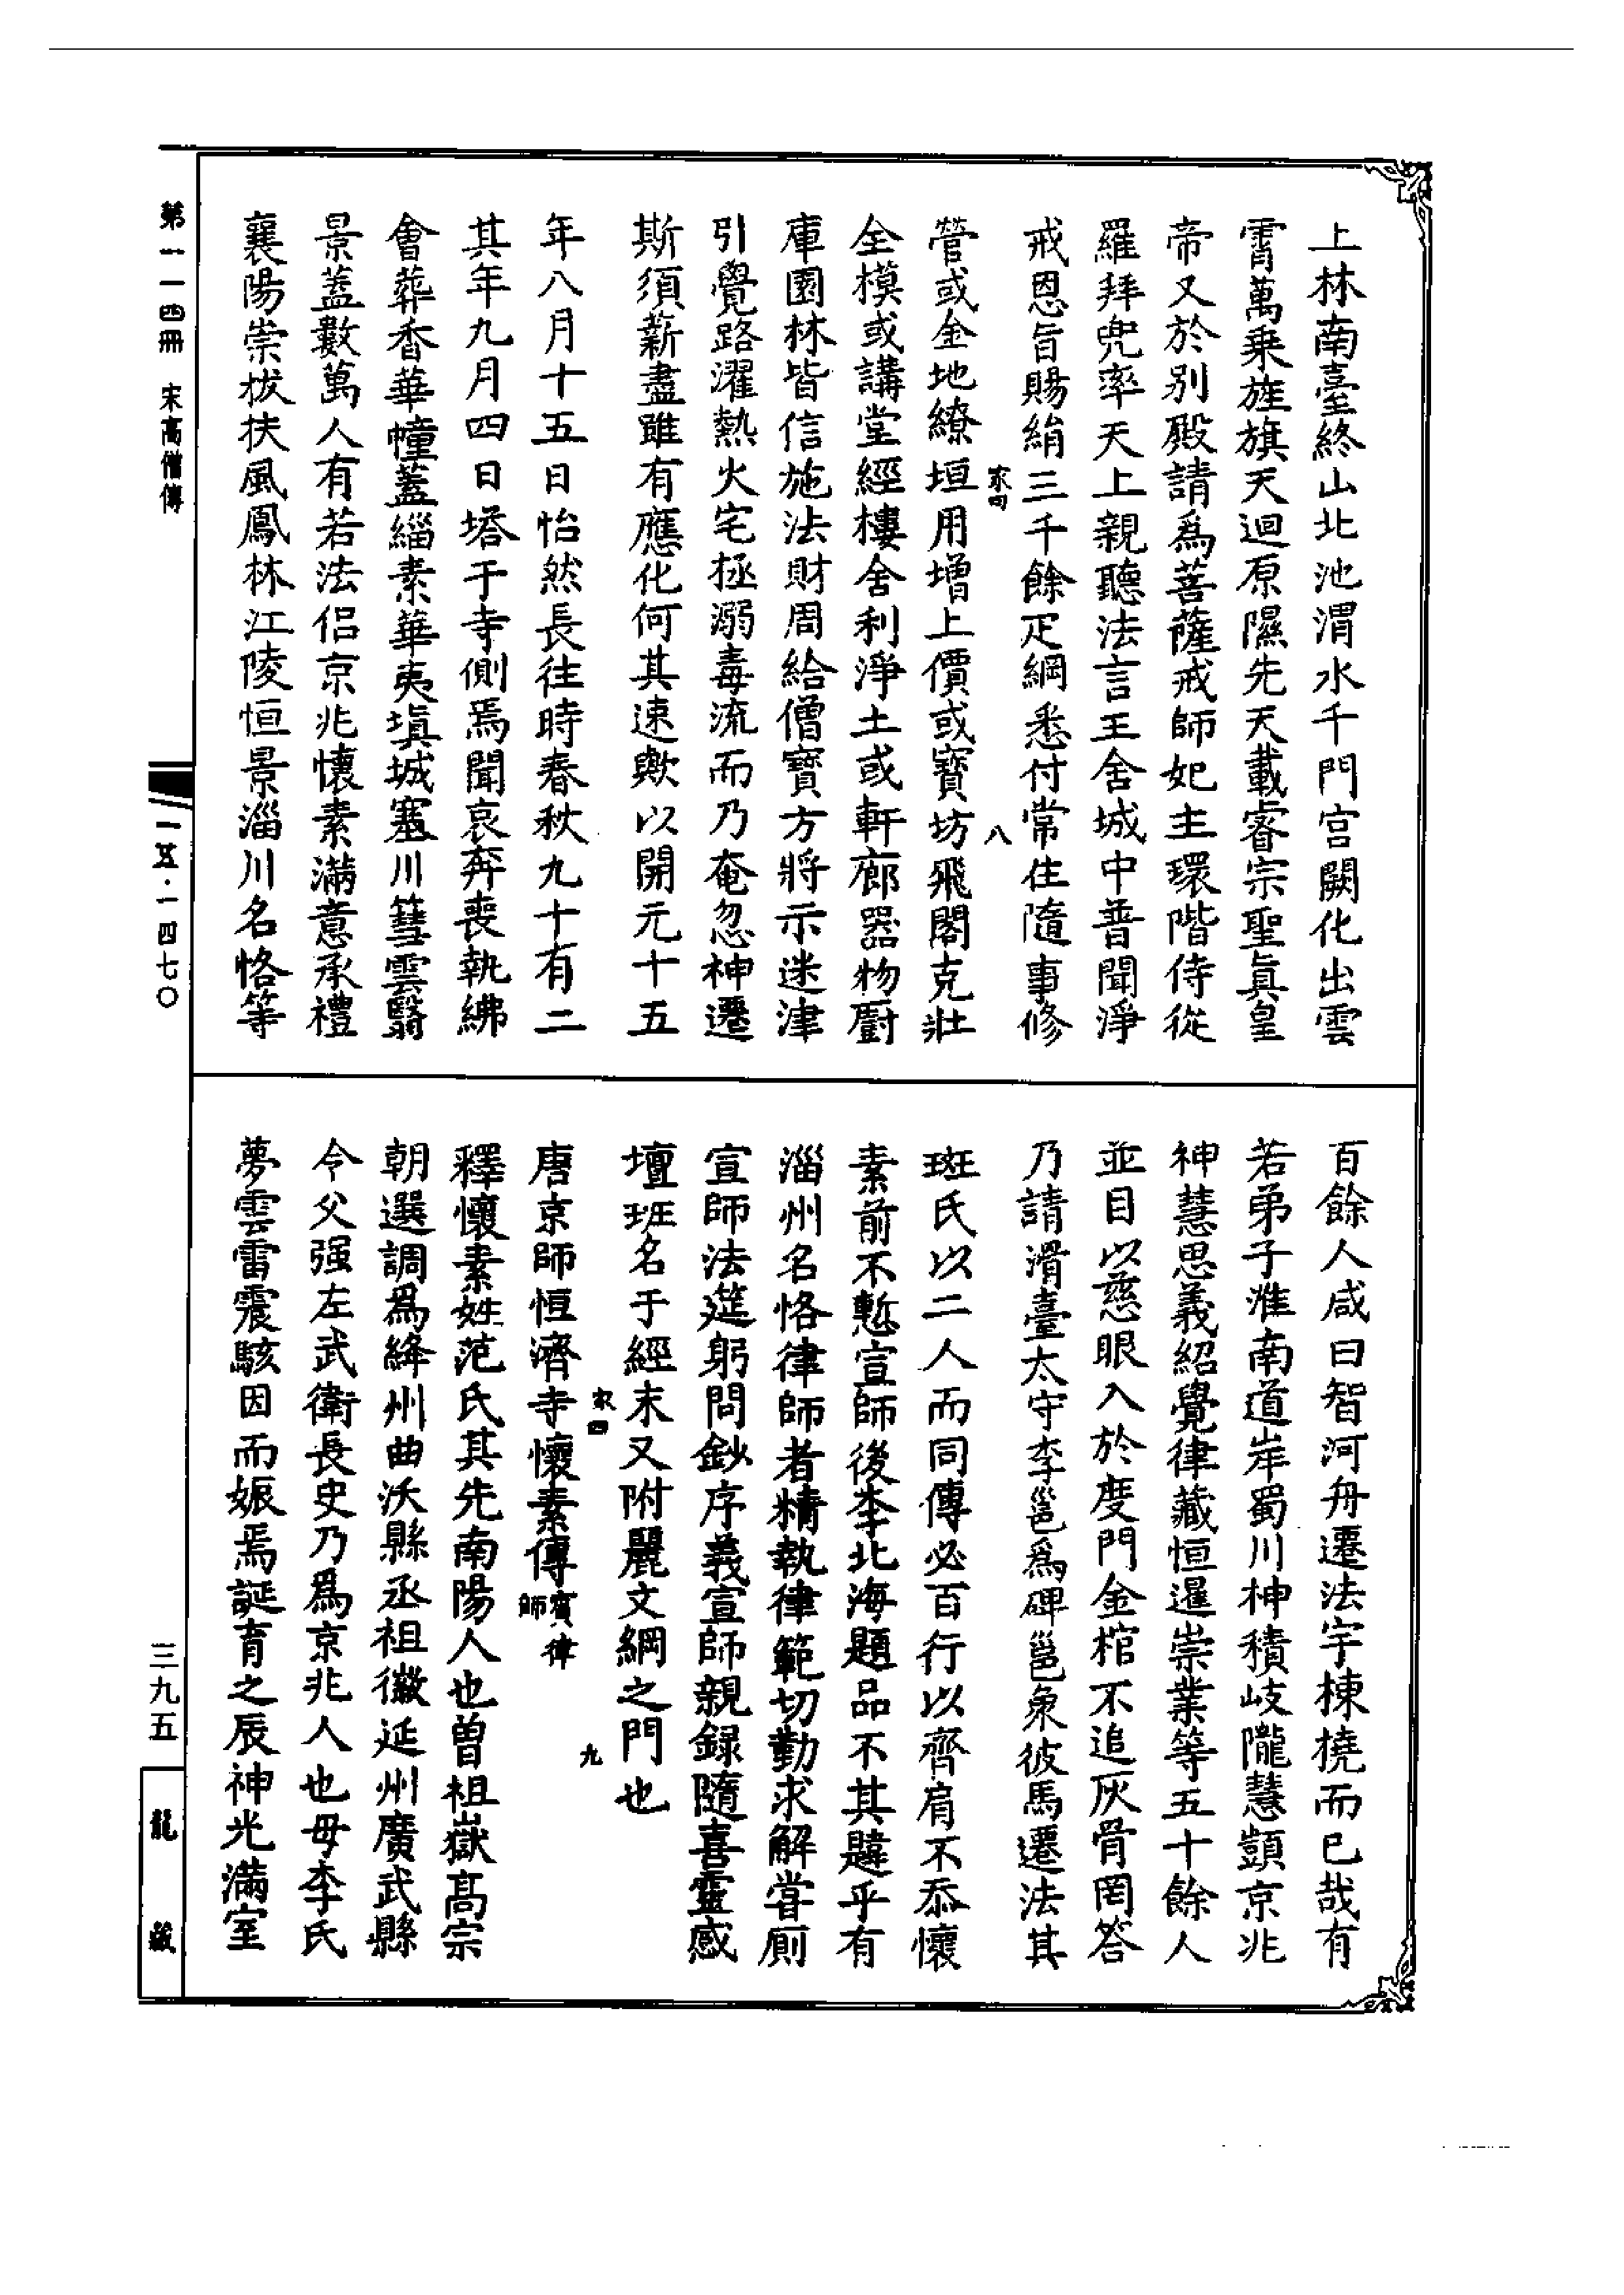 上林南臺終山北池渭水千門宮闕化出雲
霄萬乗旌旗天迴原隰先天載睿宗聖眞皇
帝又於別殿請爲菩薩戒師妃主環階侍從
羅拜兜率天上親聽法言王舍城中普聞淨
戒恩旨賜絹三千餘疋綱悉付常住隨事修
家四
八
營或金地繚垣用增上價或寶坊飛閣克壯
全模或講堂經樓舍利淨土或軒廊器物廚
庫園林皆信施法財周給僧寶方將示迷津
引覺路濯熱火宅拯溺毒流而乃奄忽神遷
斯須薪盡雖有應化何其速歟以開元十五
年八月十五日怡然長往時春秋九十有二
其年九月四日塔于寺側焉聞哀奔喪執紼
會葬香華幢蓋緇素華夷塡城塞川彗雲翳
景蓋數萬人有若法侣京兆懷素滿意承禮
襄陽崇拔扶風鳳林江陵恒景淄川名恪等
百餘人咸曰智河舟遷法宇棟橈而已哉有
若弟子淮南道岸蜀川神積岐隴慧顗京兆
神慧思義紹覺律藏恒暹崇業等五十餘人
並目以慈眼入於度門金棺不追灰骨罔答
乃請滑臺太守李邕爲碑邕象彼馬遷法其
班氏以二人而同傳必百行以齊肩不忝懷
素前不慙宣師後李北海題品不其韙乎有
淄州名恪律師者精執律範切勤求解嘗厠
宣師法筵躬問鈔序義宣師親録隨喜靈感
壇班名于經末又附麗文綱之門也
家四
九
唐京師恒濟寺懷素傳賓律師
釋懷素姓范氏其先南陽人也曽祖嶽高宗
朝選調爲絳州曲沃縣丞祖徽延州廣武縣
令父强左武衛長史乃爲京兆人也毋李氏
夢雲雷震駭因而娠焉誕育之辰神光滿室
第一一四冊　宋高僧傳
一五·一四七〇
三九五
龍藏